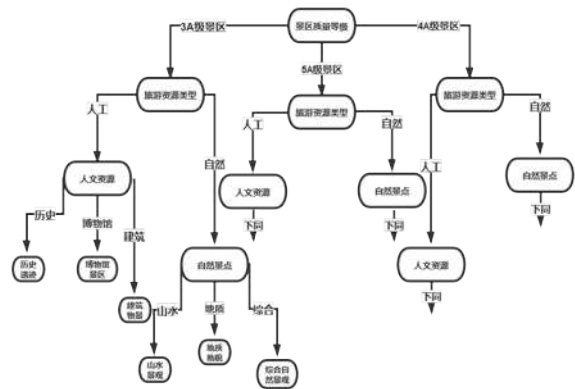 3A级景区
景区质量等级
4A级景区
5A级景区
旅游资源类型
旅游资源类型
旅游资源类型
人工
人工
自然
自然
自然
人工
人文资源
人文资源
自然景点
自然景点
下同
下同
下同
历史
博物馆
建筑
自然景点
人文资源
下同
历史
遗迹
博物馆
景区
建筑
物景
山水
地质
综合
山水
景观
地质
综合自
然景观